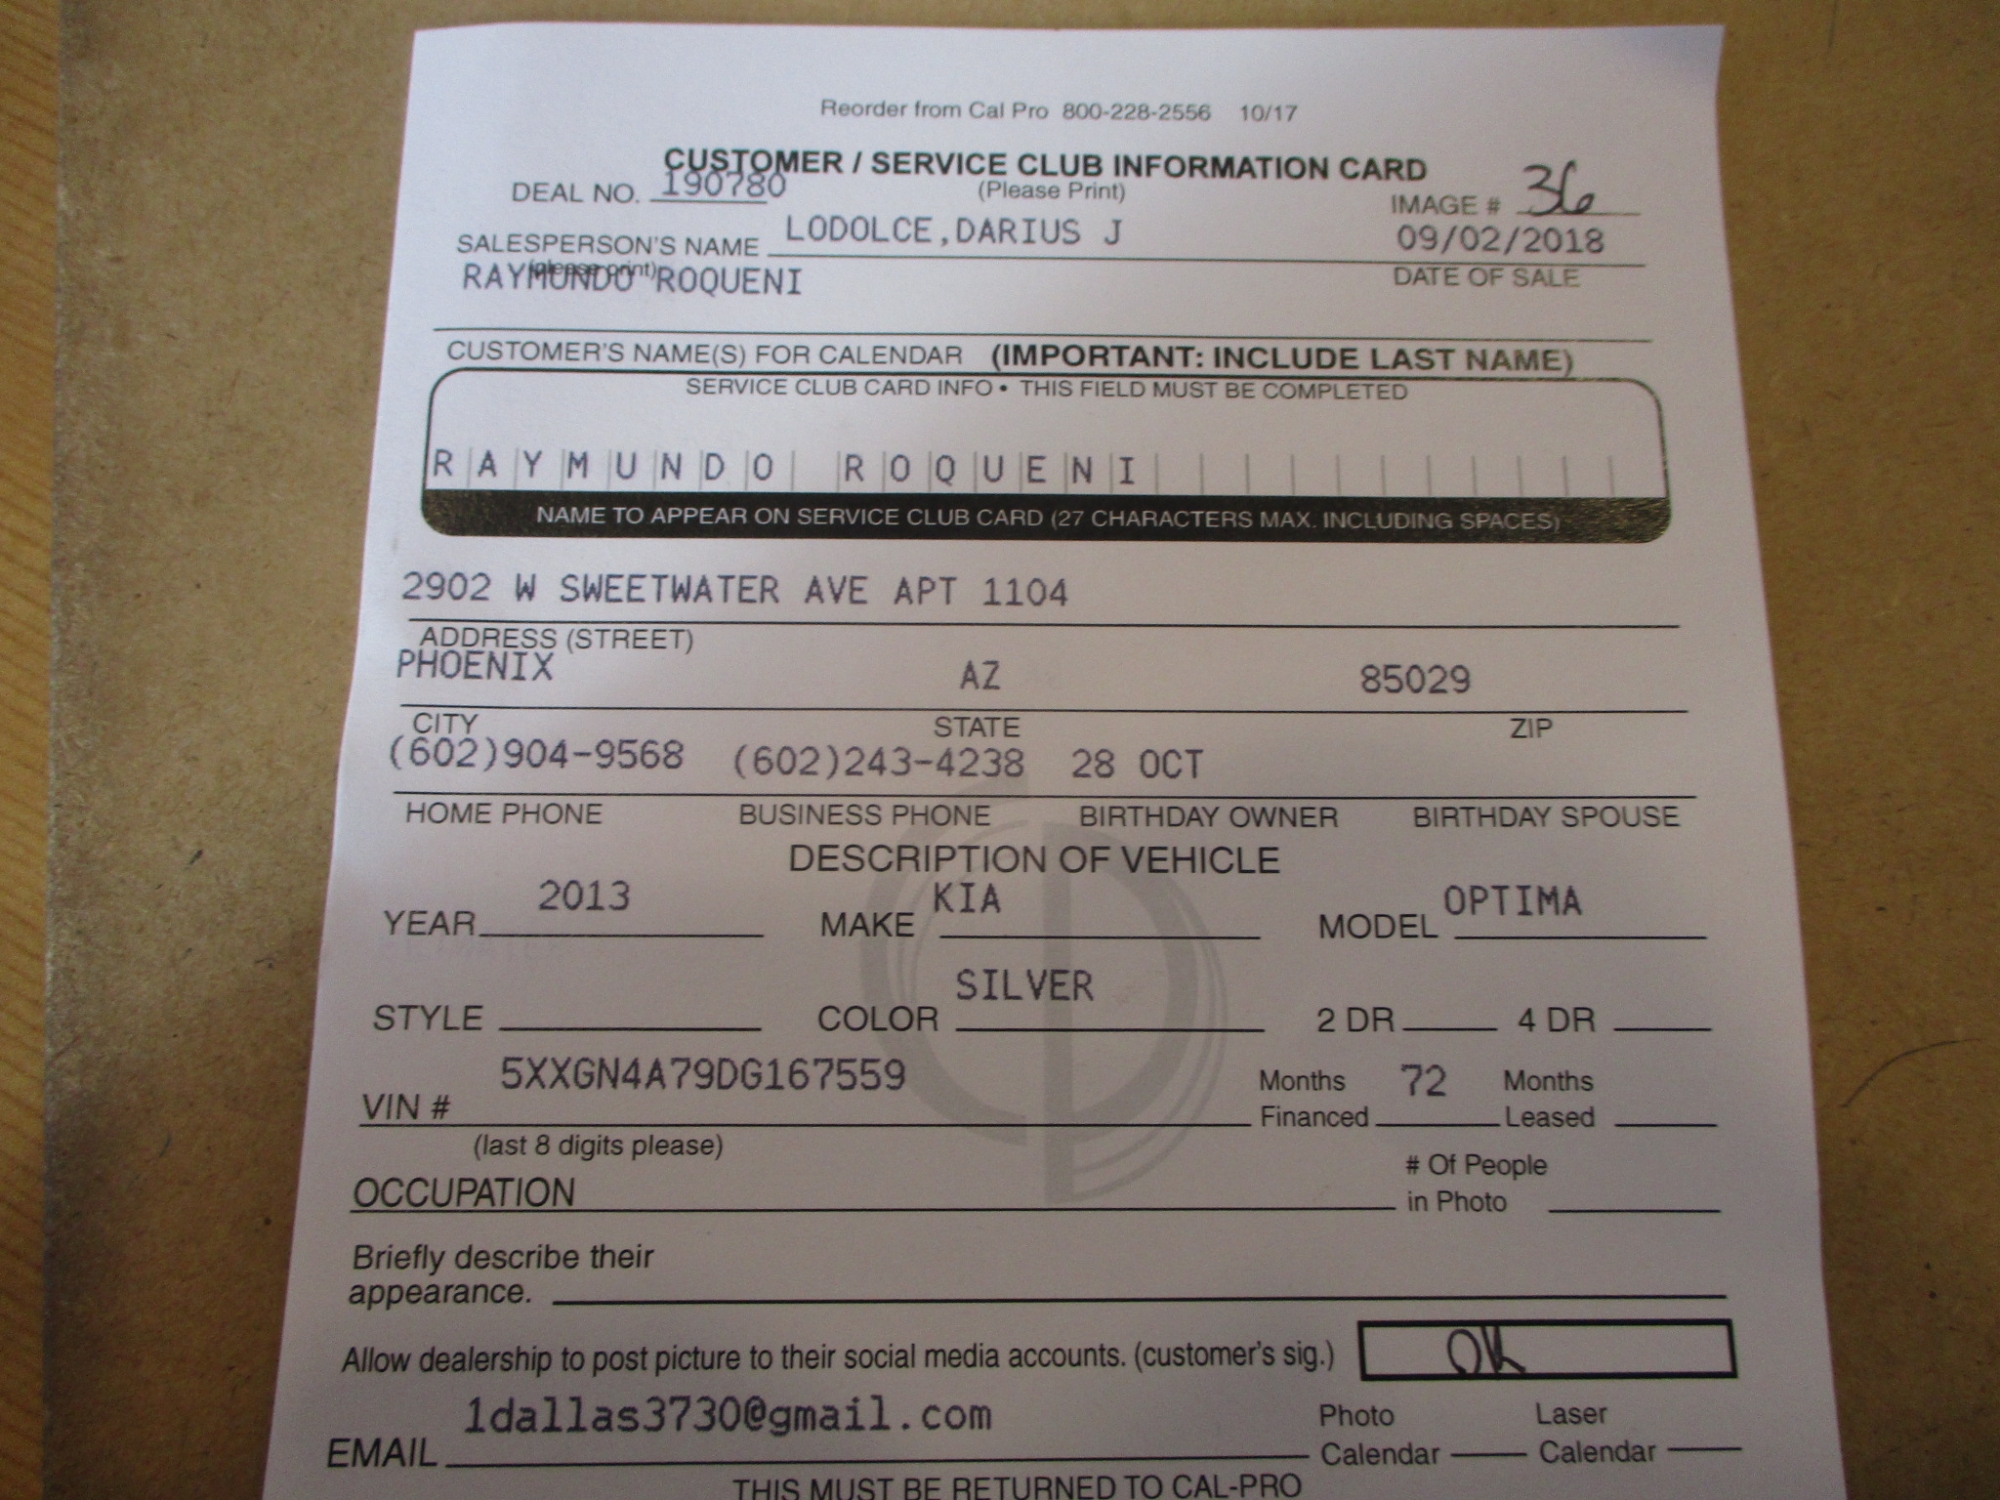 Reorder from Cal Pro 800-228-2556 10/17
CUSTOMER / SERVICE CLUB INFORMATION CARD
DEAL NO. 190780 (Please Print) IMAGE # 36
SALESPERSON'S NAME LODOLCE,DARIUS J 09/02/2018
(please print) DATE OF SALE
RAYMUNDO ROQUENI
CUSTOMER'S NAME(S) FOR CALENDAR (IMPORTANT: INCLUDE LAST NAME)
SERVICE CLUB CARD INFO • THIS FIELD MUST BE COMPLETED
RAYMUNDO ROQUENI
NAME TO APPEAR ON SERVICE CLUB CARD (27 CHARACTERS MAX. INCLUDING SPACES)
2902 W SWEETWATER AVE APT 1104
ADDRESS (STREET)
PHOENIX AZ 85029
CITY STATE ZIP
(602)904-9568 (602)243-4238 28 OCT
HOME PHONE BUSINESS PHONE BIRTHDAY OWNER BIRTHDAY SPOUSE
DESCRIPTION OF VEHICLE
YEAR 2013 MAKE KIA MODEL OPTIMA
STYLE COLOR SILVER 2 DR 4 DR
VIN # 5XXGN4A79DG167559 Months Financed 72 Months Leased
(last 8 digits please)
OCCUPATION # Of People in Photo
Briefly describe their
appearance.
Allow dealership to post picture to their social media accounts. (customer's sig.) OK
EMAIL 1dallas3730@gmail.com Photo Calendar Laser Calendar
THIS MUST BE RETURNED TO CAL-PRO